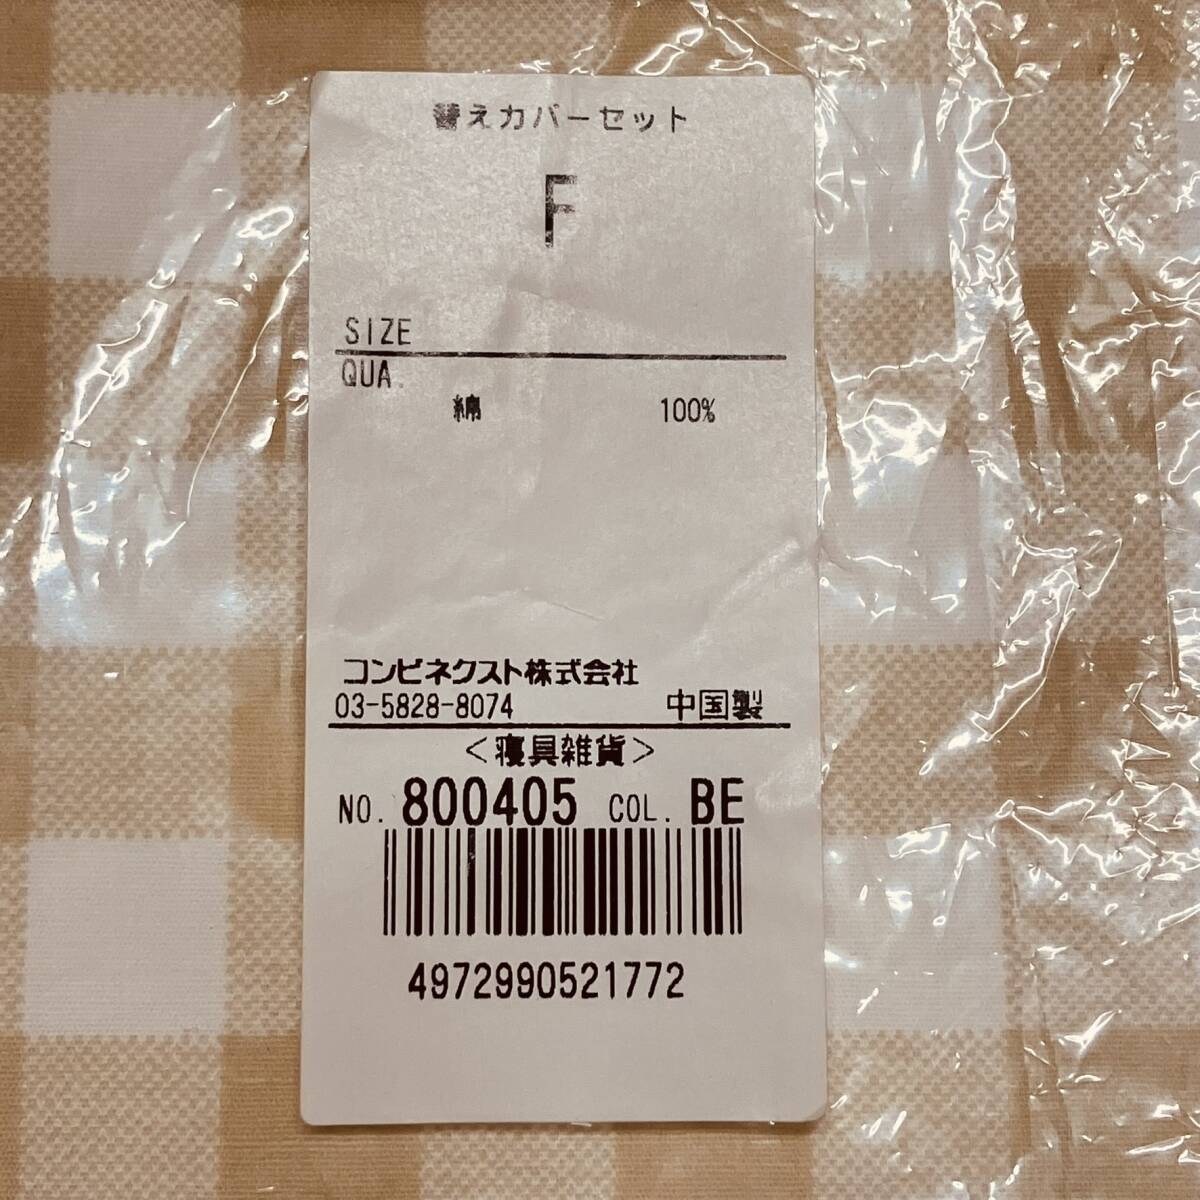 替えカバーセット
F
SIZE
QUA.
綿 100%
コンビネクスト株式会社
03-5828-8074 中国製
＜寝具雑貨＞
NO. 800405 COL. BE
4972990521772